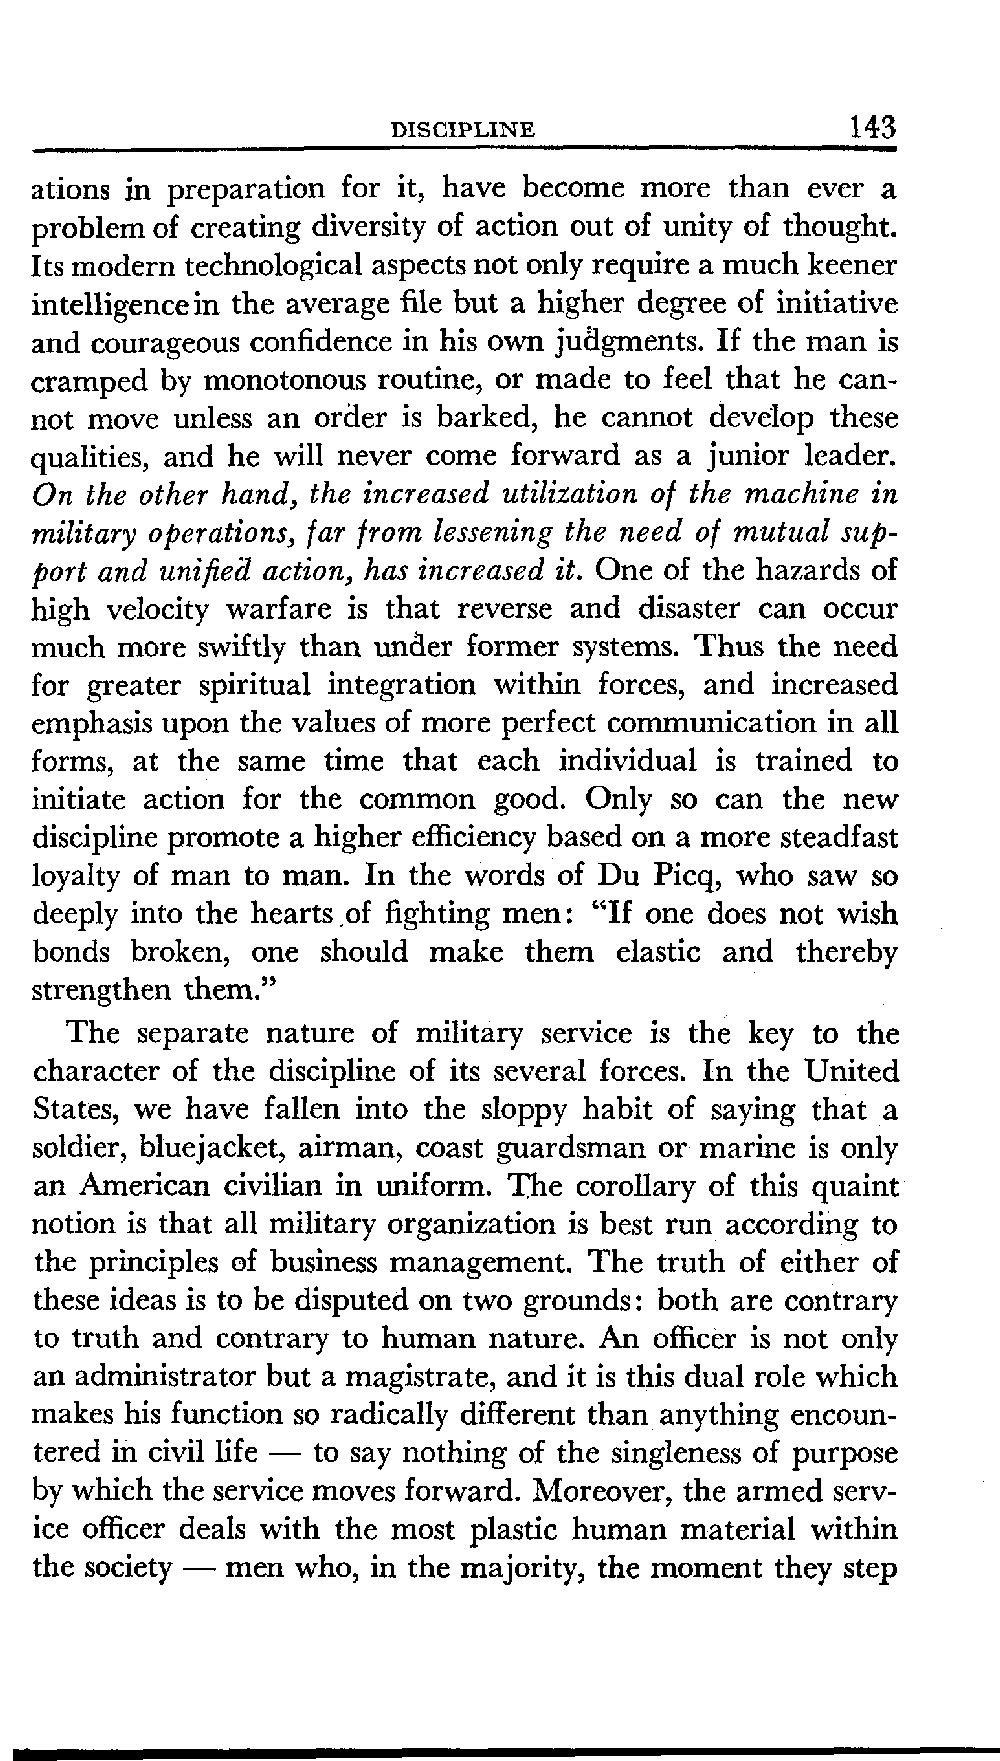 DISCIPLINE 143
ations in preparation for it, have become more than ever a
problem of creating diversity of action out of unity of thought.
Its modern technological aspects not only require a much keener
intelligence in the average file but a higher degree of initiative
and courageous confidence in his own judgments. If the man is
cramped by monotonous routine, or made to feel that he can-
not move unless an order is barked, he cannot develop these
qualities, and he will never come forward as a junior leader.
On the other hand, the increased utilization of the machine in
military operations, far from lessening the need of mutual sup-
port and unified action, has increased it. One of the hazards of
high velocity warfare is that reverse and disaster can occur
much more swiftly than under former systems. Thus the need
for greater spiritual integration within forces, and increased
emphasis upon the values of more perfect communication in all
forms, at the same time that each individual is trained to
initiate action for the common good. Only so can the new
discipline promote a higher efficiency based on a more steadfast
loyalty of man to man. In the words of Du Picq, who saw so
deeply into the hearts of fighting men: “If one does not wish
bonds broken, one should make them elastic and thereby
strengthen them.”
The separate nature of military service is the key to the
character of the discipline of its several forces. In the United
States, we have fallen into the sloppy habit of saying that a
soldier, bluejacket, airman, coast guardsman or marine is only
an American civilian in uniform. The corollary of this quaint
notion is that all military organization is best run according to
the principles of business management. The truth of either of
these ideas is to be disputed on two grounds: both are contrary
to truth and contrary to human nature. An officer is not only
an administrator but a magistrate, and it is this dual role which
makes his function so radically different than anything encoun-
tered in civil life — to say nothing of the singleness of purpose
by which the service moves forward. Moreover, the armed serv-
ice officer deals with the most plastic human material within
the society — men who, in the majority, the moment they step